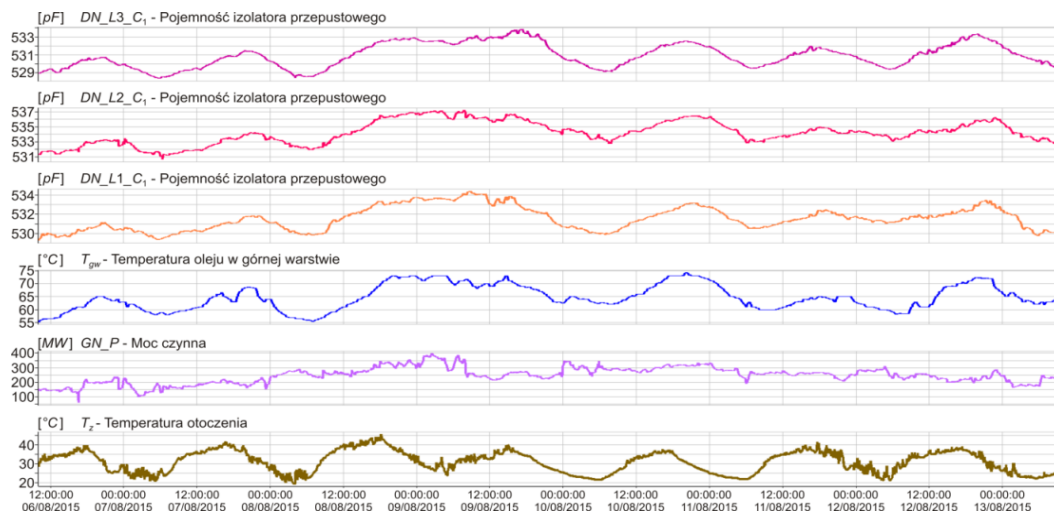 [pF] DN_L3_C₁ - Pojemność izolatora przepustowego
533
531
529
[pF] DN_L2_C₁ - Pojemność izolatora przepustowego
537
535
533
531
[pF] DN_L1_C₁ - Pojemność izolatora przepustowego
534
532
530
[°C] Tgw - Temperatura oleju w górnej warstwie
75
70
65
60
55
[MW] GN_P - Moc czynna
400
300
200
100
[°C] Tz - Temperatura otoczenia
40
30
20
12:00:00 00:00:00 12:00:00 00:00:00 12:00:00 00:00:00 12:00:00 00:00:00 12:00:00 00:00:00 12:00:00 00:00:00 12:00:00 00:00:00
06/08/2015 07/08/2015 07/08/2015 08/08/2015 08/08/2015 09/08/2015 09/08/2015 10/08/2015 10/08/2015 11/08/2015 11/08/2015 12/08/2015 12/08/2015 13/08/2015